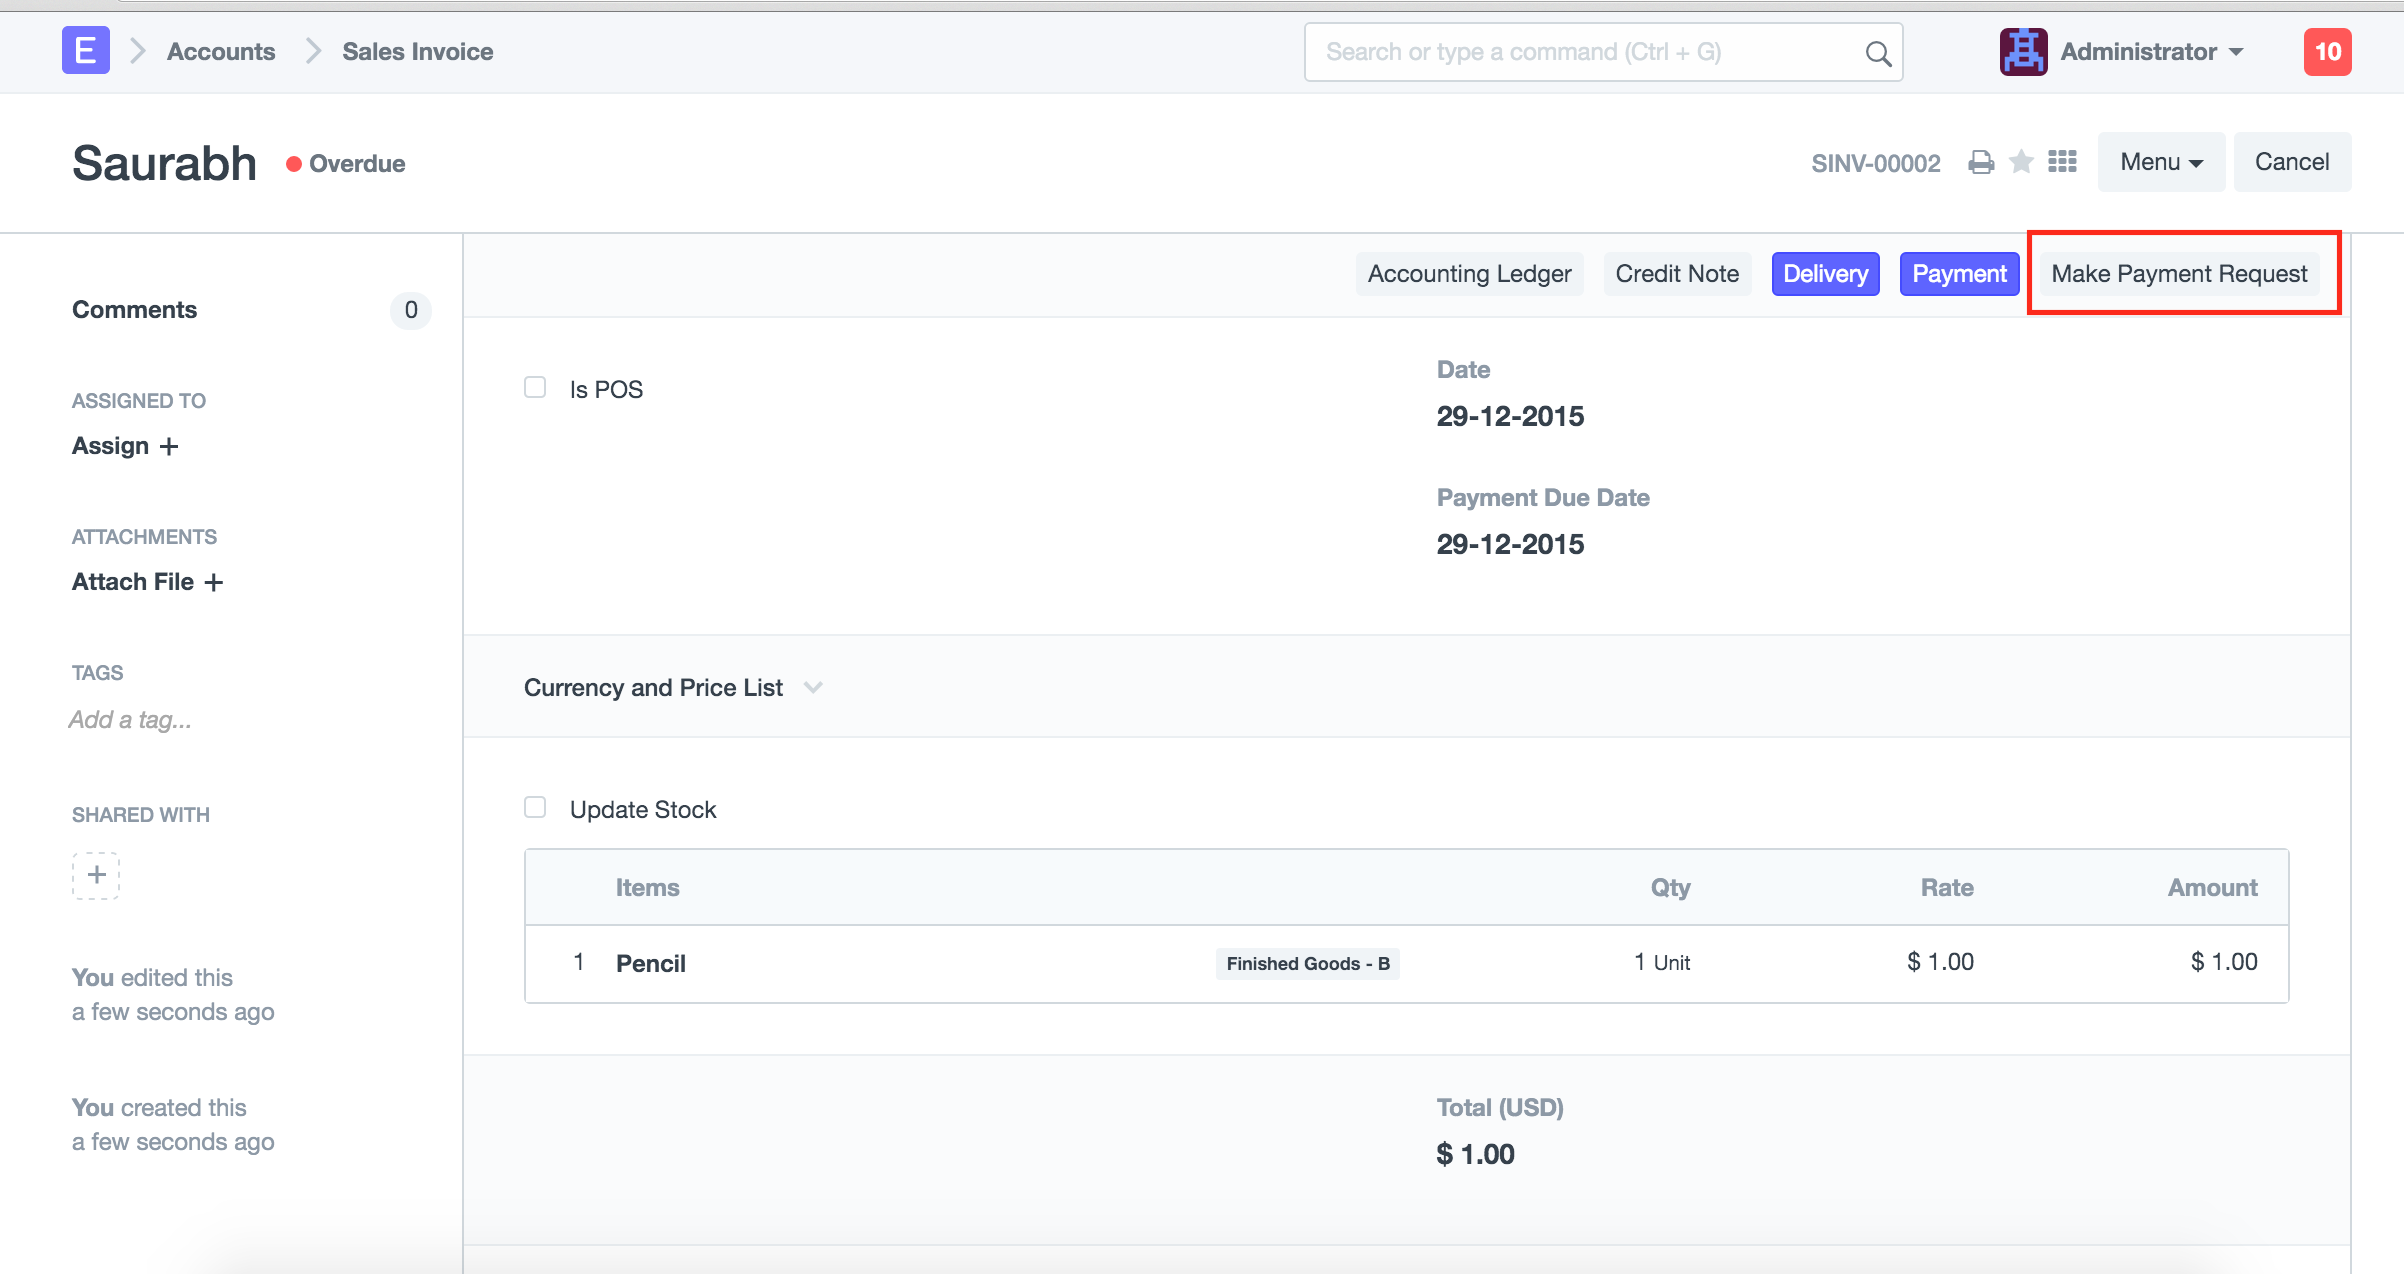 E Accounts Sales Invoice Search or type a command (Ctrl + G) Administrator 10
Saurabh Overdue SINV-00002 Menu Cancel
Accounting Ledger Credit Note Delivery Payment Make Payment Request
Comments 0
ASSIGNED TO
Assign +
ATTACHMENTS
Attach File +
TAGS
Add a tag...
SHARED WITH
+
You edited this
a few seconds ago
You created this
a few seconds ago
Is POS
Date
29-12-2015
Payment Due Date
29-12-2015
Currency and Price List
Update Stock
Items Qty Rate Amount
1 Pencil Finished Goods - B 1 Unit $ 1.00 $ 1.00
Total (USD)
$ 1.00